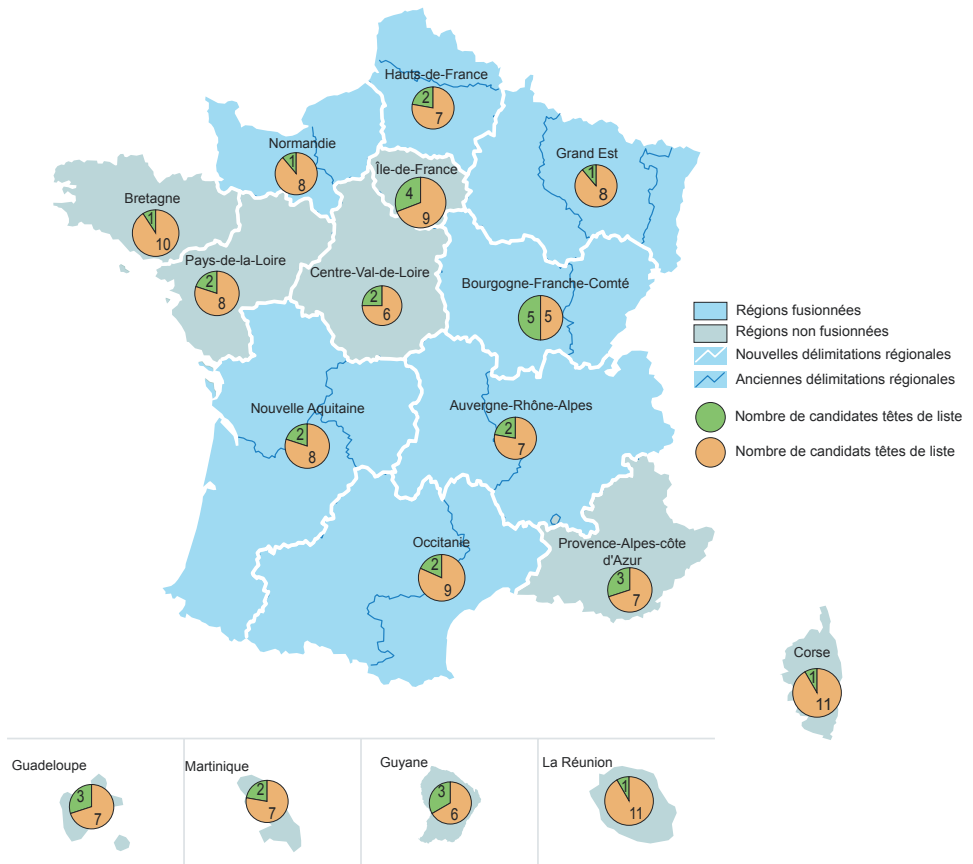 Hauts-de-France
2
7
Normandie
1
8
Île-de-France
4
9
Grand Est
1
8
Bretagne
1
10
Pays-de-la-Loire
2
8
Centre-Val-de-Loire
2
6
Bourgogne-Franche-Comté
5
5
Régions fusionnées
Régions non fusionnées
Nouvelles délimitations régionales
Anciennes délimitations régionales
Nombre de candidates têtes de liste
Nombre de candidats têtes de liste
Nouvelle Aquitaine
2
8
Auvergne-Rhône-Alpes
2
7
Occitanie
2
9
Provence-Alpes-côte
d'Azur
3
7
Corse
1
11
Guadeloupe
3
7
Martinique
2
7
Guyane
3
6
La Réunion
1
11